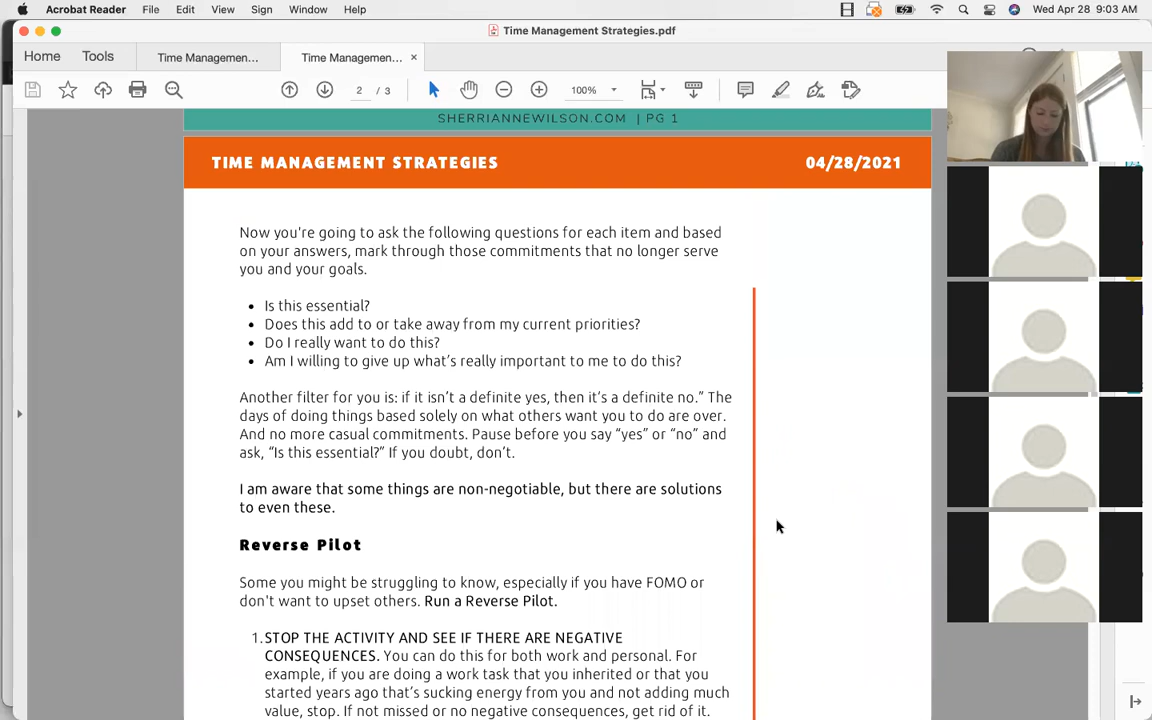 Acrobat Reader File Edit View Sign Window Help Wed Apr 28 9:03 AM
Time Management Strategies.pdf
Home Tools Time Managemen... Time Managemen... ×
2 / 3 100%
SHERRIANNEWILSON.COM | PG 1
TIME MANAGEMENT STRATEGIES 04/28/2021
Now you're going to ask the following questions for each item and based
on your answers, mark through those commitments that no longer serve
you and your goals.
• Is this essential?
• Does this add to or take away from my current priorities?
• Do I really want to do this?
• Am I willing to give up what's really important to me to do this?
Another filter for you is: if it isn't a definite yes, then it's a definite no." The
days of doing things based solely on what others want you to do are over.
And no more casual commitments. Pause before you say “yes” or “no” and
ask, “Is this essential?” If you doubt, don't.
I am aware that some things are non-negotiable, but there are solutions
to even these.
Reverse Pilot
Some you might be struggling to know, especially if you have FOMO or
don't want to upset others. Run a Reverse Pilot.
1. STOP THE ACTIVITY AND SEE IF THERE ARE NEGATIVE
CONSEQUENCES. You can do this for both work and personal. For
example, if you are doing a work task that you inherited or that you
started years ago that's sucking energy from you and not adding much
value, stop. If not missed or no negative consequences, get rid of it.